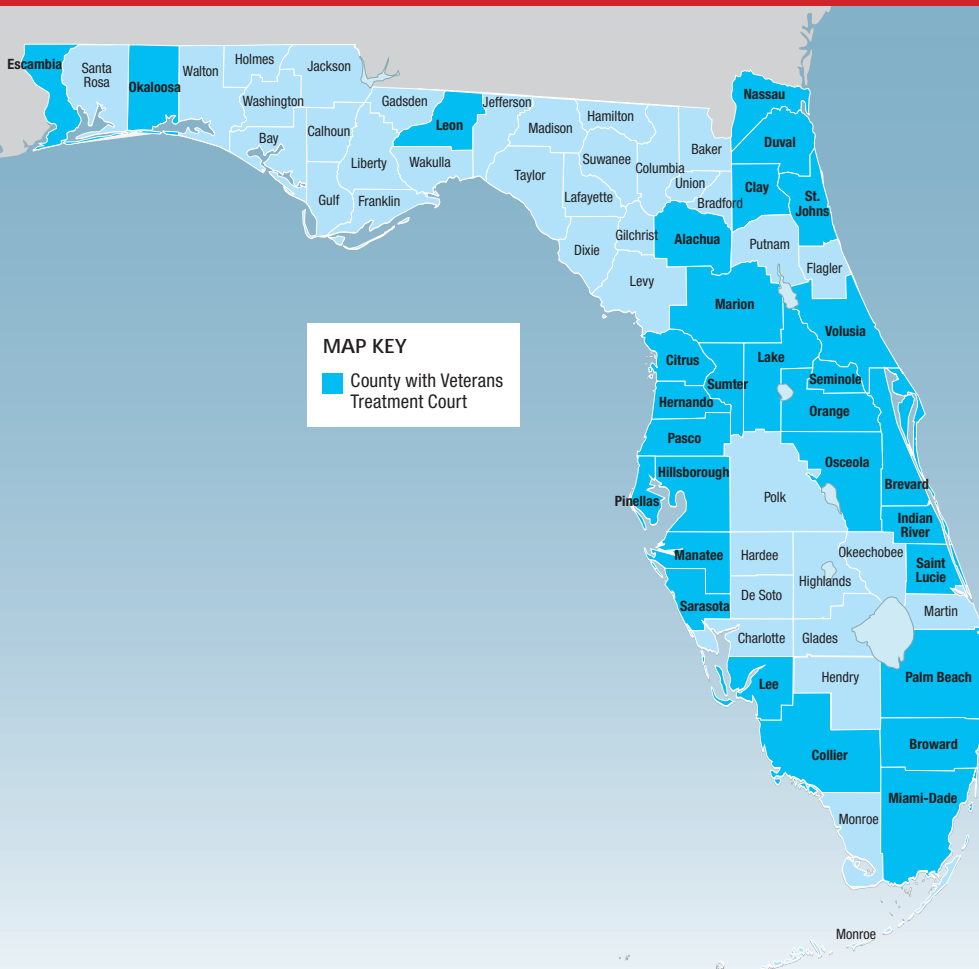 Escambia
Santa
Rosa
Okaloosa
Walton
Holmes
Jackson
Washington
Bay
Calhoun
Gadsden
Liberty
Gulf
Franklin
Leon
Wakulla
Jefferson
Madison
Taylor
Hamilton
Suwanee
Lafayette
Columbia
Baker
Union
Bradford
Gilchrist
Dixie
Levy
Nassau
Duval
Clay
St.
Johns
Alachua
Putnam
Flagler
Marion
Volusia
MAP KEY
County with Veterans
Treatment Court
Citrus
Sumter
Lake
Seminole
Hernando
Orange
Pasco
Osceola
Hillsborough
Pinellas
Polk
Brevard
Indian
River
Manatee
Hardee
Okeechobee
Highlands
Saint
Lucie
Sarasota
De Soto
Martin
Charlotte
Glades
Lee
Hendry
Palm Beach
Collier
Broward
Miami-Dade
Monroe
Monroe